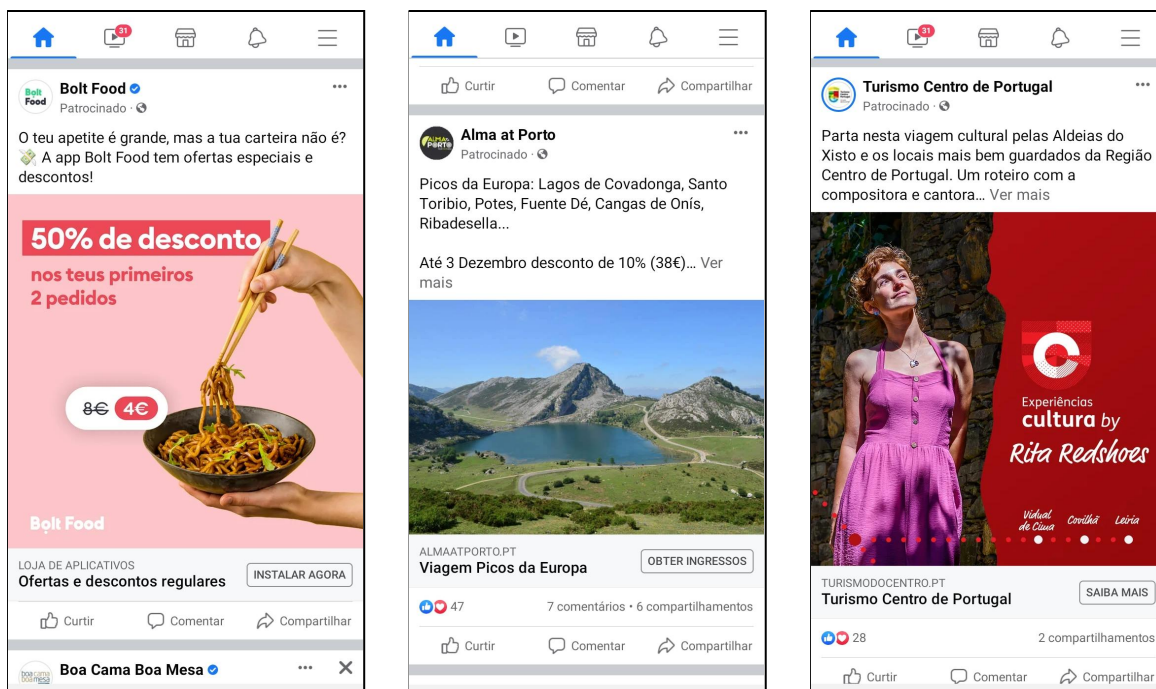 31
Bolt Food
Bolt Food
Patrocinado ·
O teu apetite é grande, mas a tua carteira não é?
A app Bolt Food tem ofertas especiais e
descontos!
50% de desconto
nos teus primeiros
2 pedidos
8€ 4€
Bolt Food
LOJA DE APLICATIVOS
Ofertas e descontos regulares
INSTALAR AGORA
Curtir Comentar Compartilhar
boa cama
boa mesa
Boa Cama Boa Mesa
Curtir Comentar Compartilhar
ALMA
PORTO
Alma at Porto
Patrocinado ·
Picos da Europa: Lagos de Covadonga, Santo
Toribio, Potes, Fuente Dé, Cangas de Onís,
Ribadesella...
Até 3 Dezembro desconto de 10% (38€)... Ver
mais
ALMAATPORTO.PT
Viagem Picos da Europa
OBTER INGRESSOS
47 7 comentários • 6 compartilhamentos
Curtir Comentar Compartilhar
31
Turismo Centro de Portugal
Patrocinado ·
Parta nesta viagem cultural pelas Aldeias do
Xisto e os locais mais bem guardados da Região
Centro de Portugal. Um roteiro com a
compositora e cantora... Ver mais
Experiências
cultura by
Rita Redshoes
Vidual
de Cima
Covilhã
Leiria
TURISMODOCENTRO.PT
Turismo Centro de Portugal
SAIBA MAIS
28 2 compartilhamentos
Curtir Comentar Compartilhar